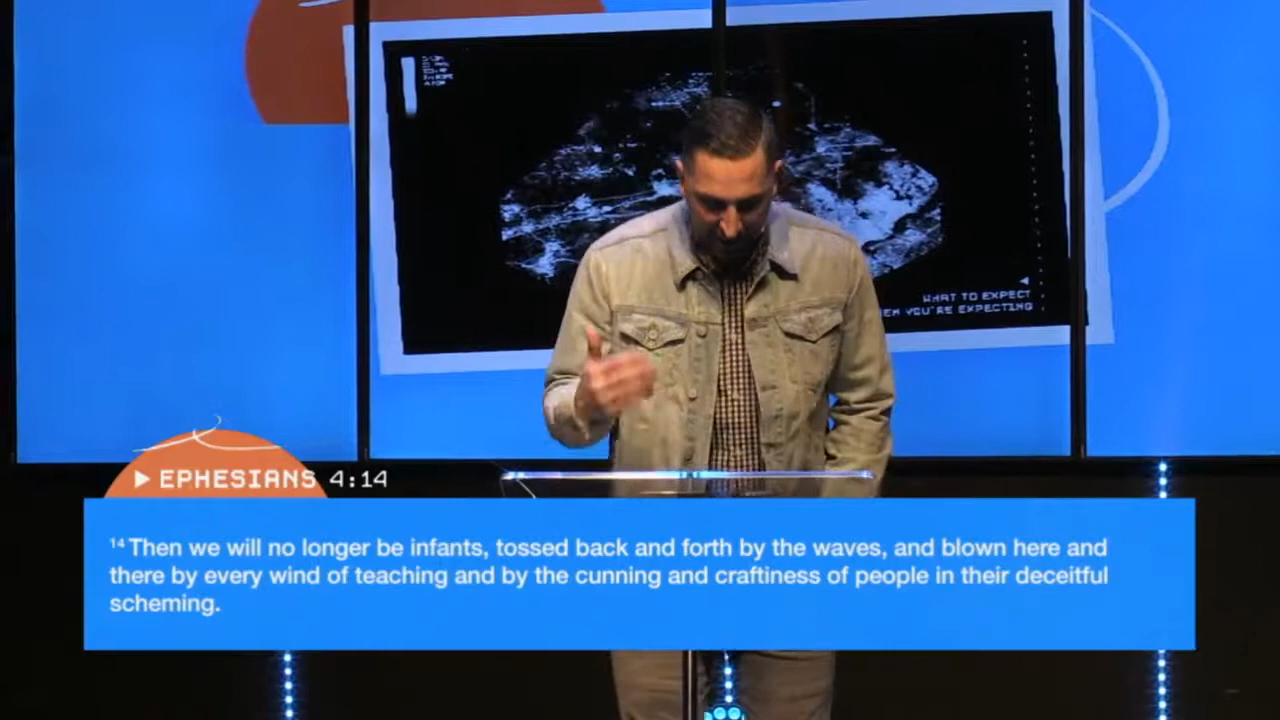 WHAT TO EXPECT
EN YOU'RE EXPECTING
EPHESIANS 4:14
14 Then we will no longer be infants, tossed back and forth by the waves, and blown here and
there by every wind of teaching and by the cunning and craftiness of people in their deceitful
scheming.